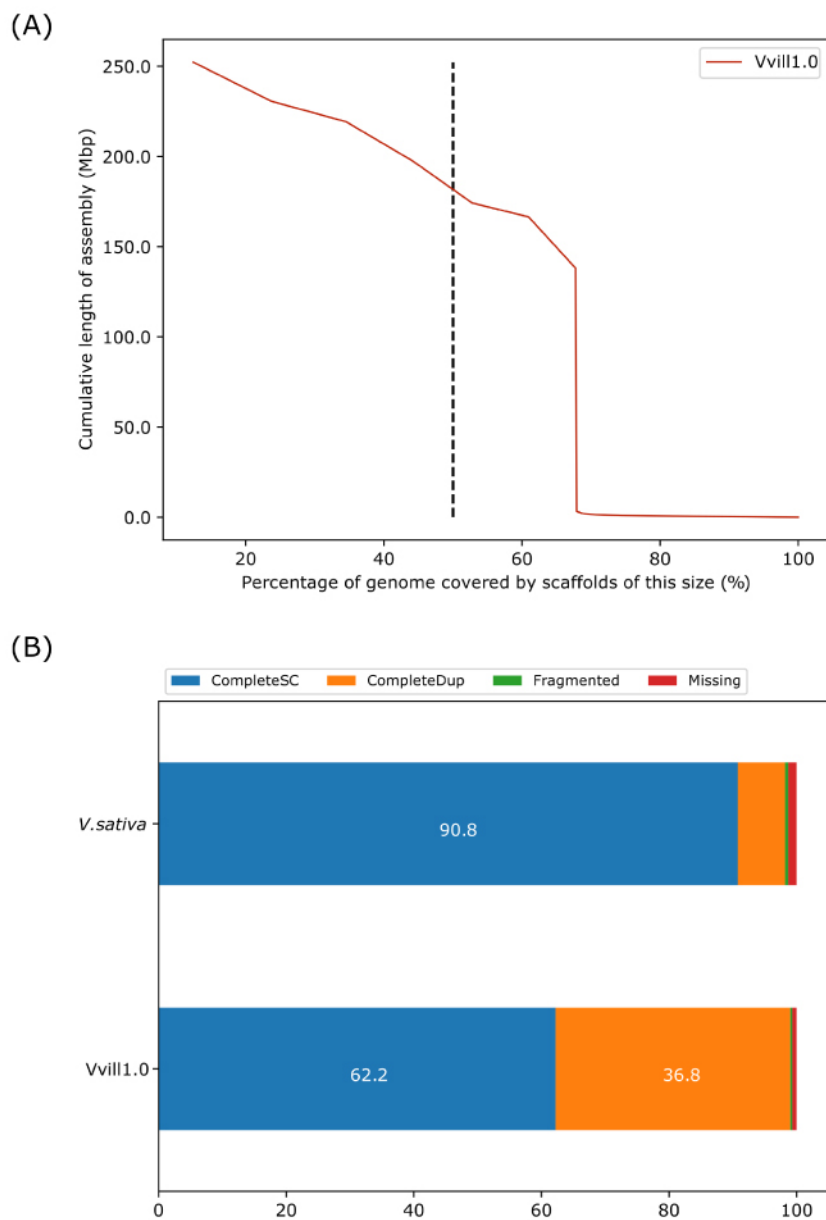 (A)
Vvill1.0
Cumulative length of assembly (Mbp)
250.0
200.0
150.0
100.0
50.0
0.0
20 40 60 80 100
Percentage of genome covered by scaffolds of this size (%)
(B)
CompleteSC CompleteDup Fragmented Missing
V.sativa
90.8
Vvill1.0
62.2 36.8
0 20 40 60 80 100